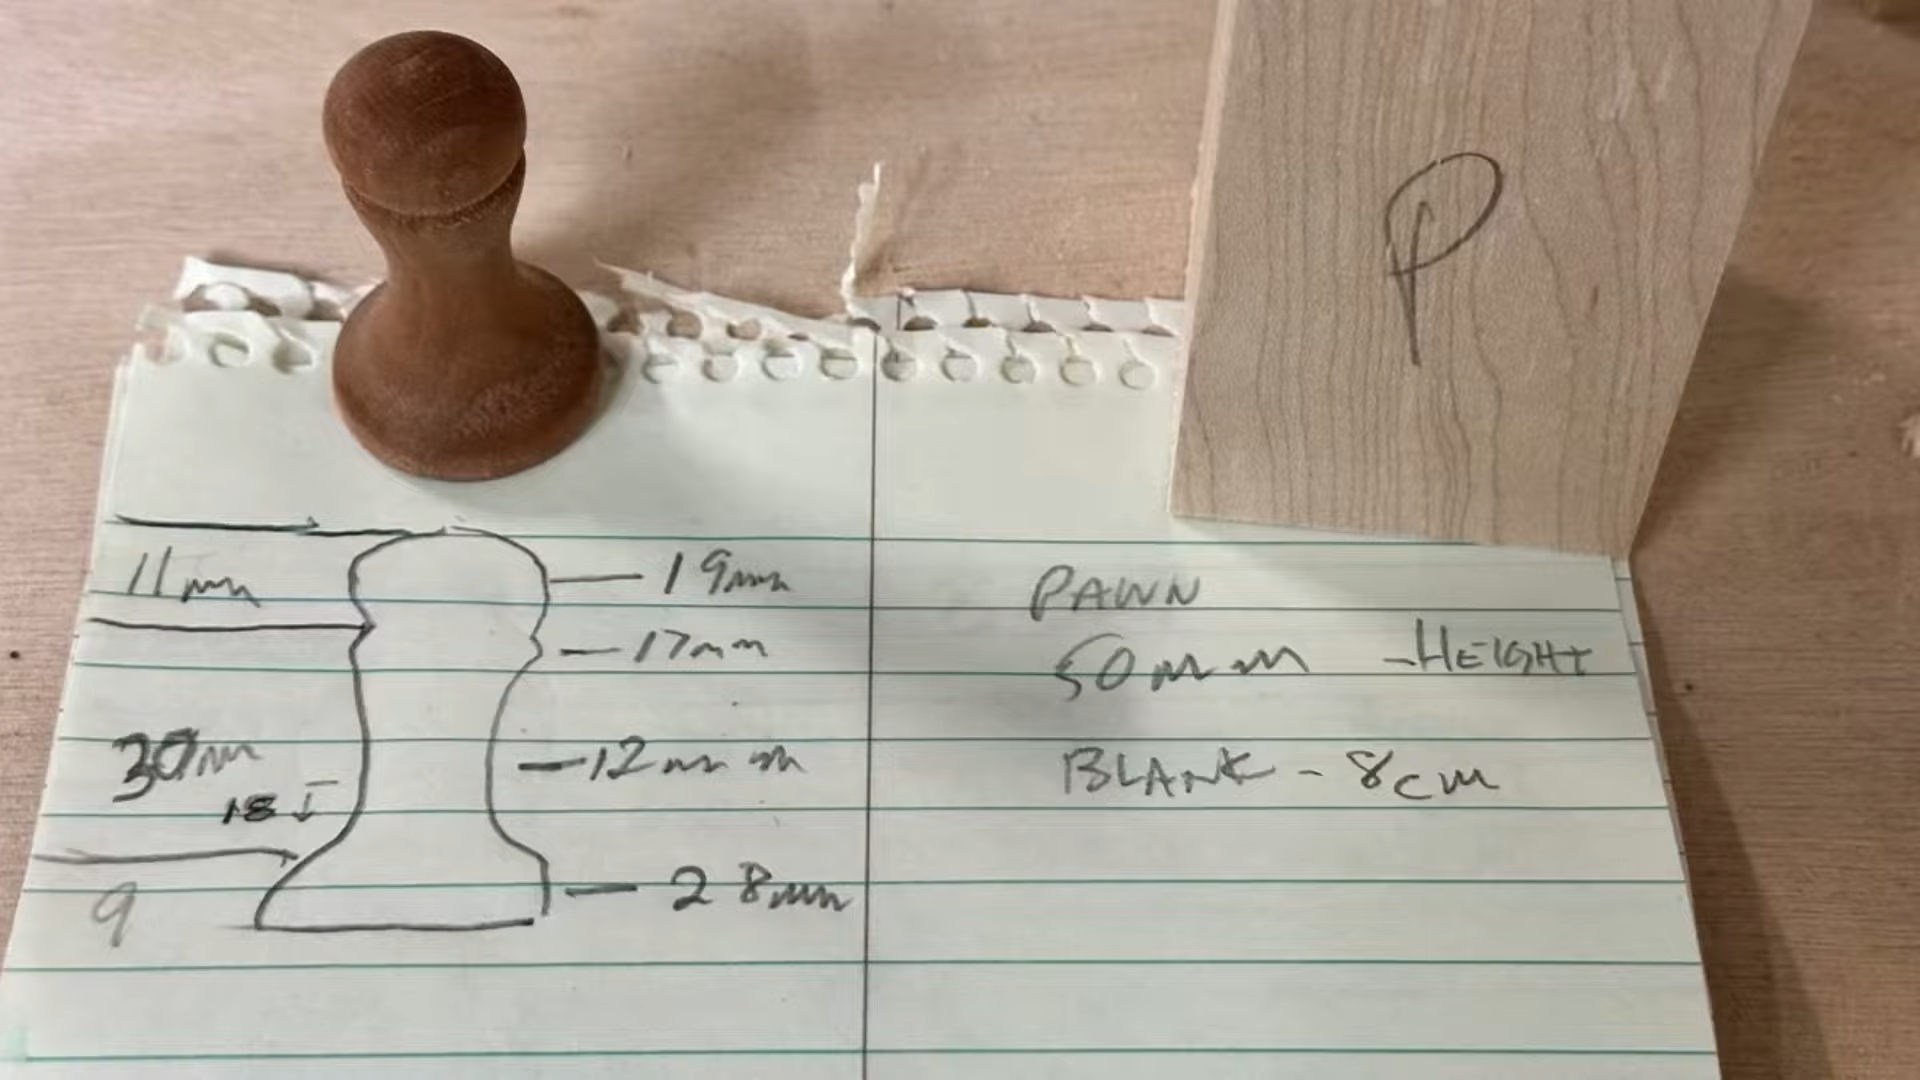 P
11mm
19mm
17mm
30mm
12mm
18
9
28mm
PAWN
50mm - HEIGHT
BLANK - 8cm